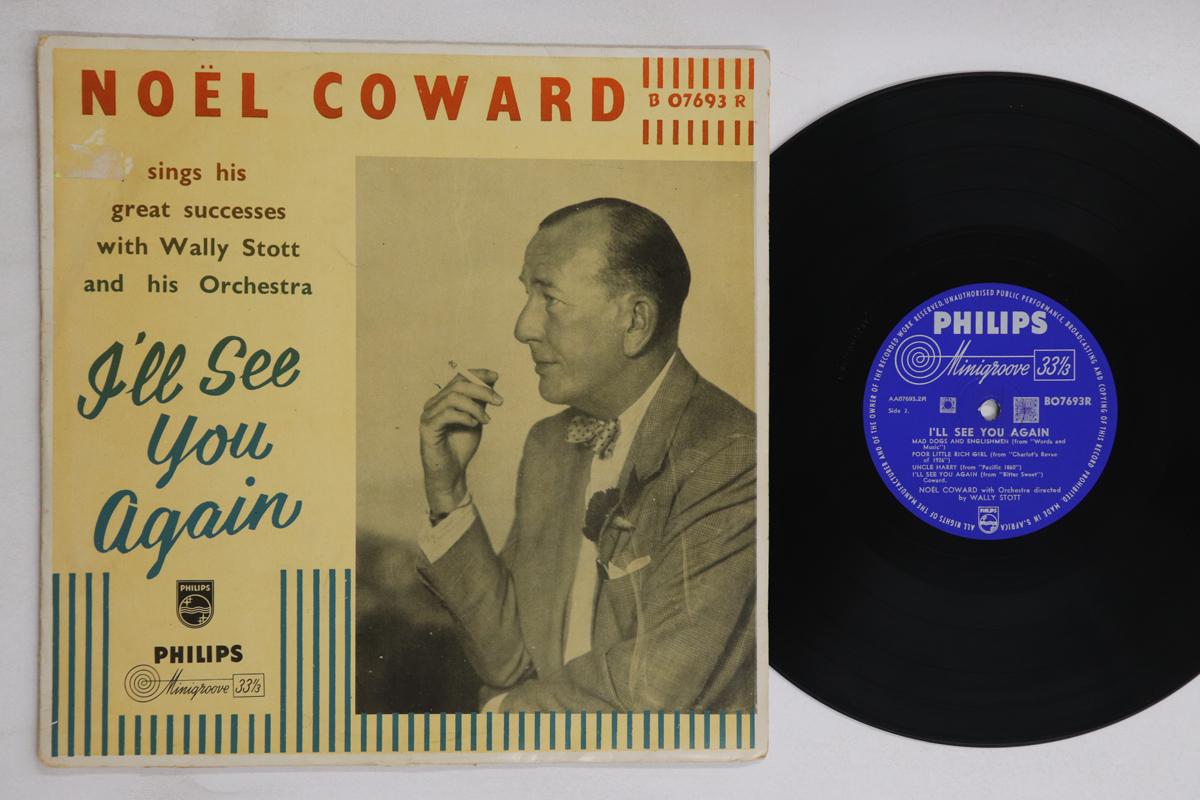 NOËL COWARD
B 07693 R
sings his
great successes
with Wally Stott
and his Orchestra
I'll See
You
Again
PHILIPS
PHILIPS
Minigroove 33⅓
ALL RIGHTS OF THE MANUFACTURER AND OF THE OWNER OF THE RECORDED WORK RESERVED. UNAUTHORISED PUBLIC PERFORMANCE, BROADCASTING AND COPYING OF THIS RECORD PROHIBITED. MADE IN S. AFRICA
PHILIPS
Minigroove 33⅓
AA07693.2R
BO7693R
Side 2.
I'LL SEE YOU AGAIN
MAD DOGS AND ENGLISHMEN (from "Words and
Music")
POOR LITTLE RICH GIRL (from "Charlot's Revue
of 1926")
UNCLE HARRY (from "Pacific 1860")
I'LL SEE YOU AGAIN (from "Bitter Sweet")
Coward.
NOËL COWARD with Orchestra directed
by WALLY STOTT